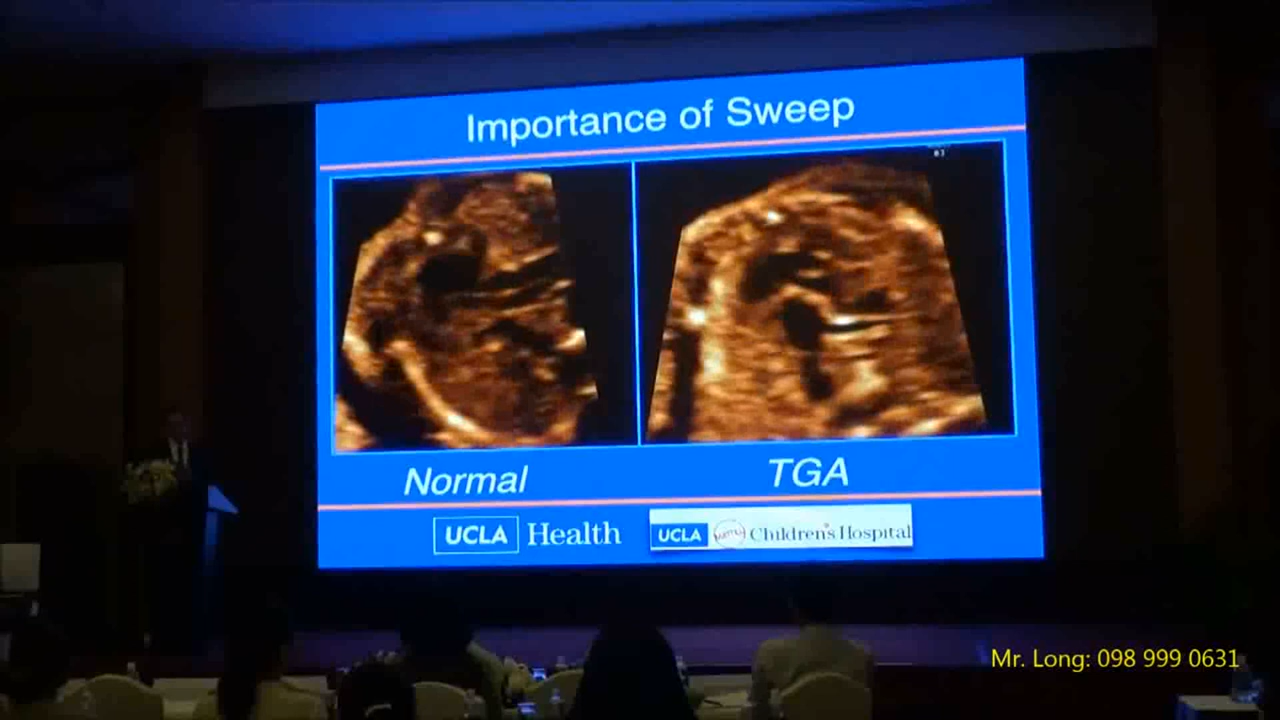 Importance of Sweep
Normal
TGA
UCLA Health
UCLA Children's Hospital
Mr. Long: 098 999 0631